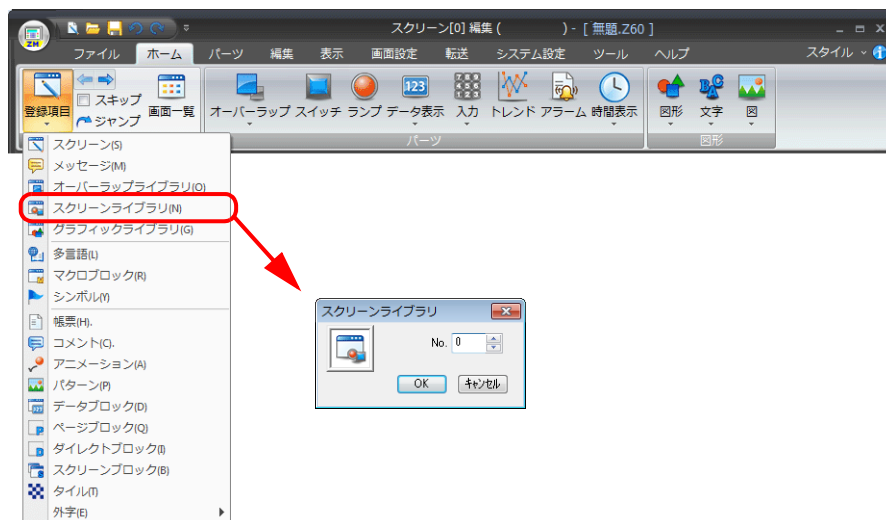 スクリーン[0] 編集 ( ) - [ 無題.Z60 ]
ZM
ファイル ホーム パーツ 編集 表示 画面設定 転送 システム設定 ツール ヘルプ スタイル
登録項目 スキップ ジャンプ 画面一覧 オーバーラップ スイッチ ランプ データ表示 入力 トレンド アラーム 時間表示 図形 文字 図
パーツ 図形
スクリーン(S)
メッセージ(M)
オーバーラップライブラリ(O)
スクリーンライブラリ(N)
グラフィックライブラリ(G)
多言語(L)
マクロブロック(R)
シンボル(Y)
帳票(H).
コメント(C).
アニメーション(A)
パターン(P)
データブロック(D)
ページブロック(Q)
ダイレクトブロック(I)
スクリーンブロック(B)
タイル(T)
外字(E)
スクリーンライブラリ
No. 0
OK キャンセル